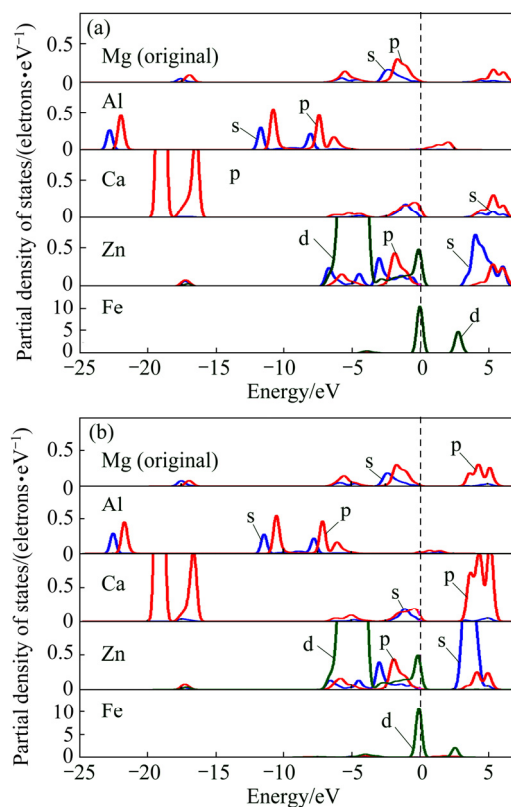 (a)
Mg (original)
s
p
0.5
0
Al
s
p
0.5
Ca
p
s
0.5
0
Zn
d
p
s
0.5
0
Fe
d
10
5
0
−25 −20 −15 −10 −5 0 5
Energy/eV
Partial density of states/(eletrons•eV⁻¹)
(b)
Mg (original)
s
p
0.5
0
Al
s
p
0.5
0
Ca
s
p
0.5
0
Zn
d
p
s
0.5
0
Fe
d
10
5
0
−25 −20 −15 −10 −5 0 5
Energy/eV
Partial density of states/(eletrons•eV⁻¹)